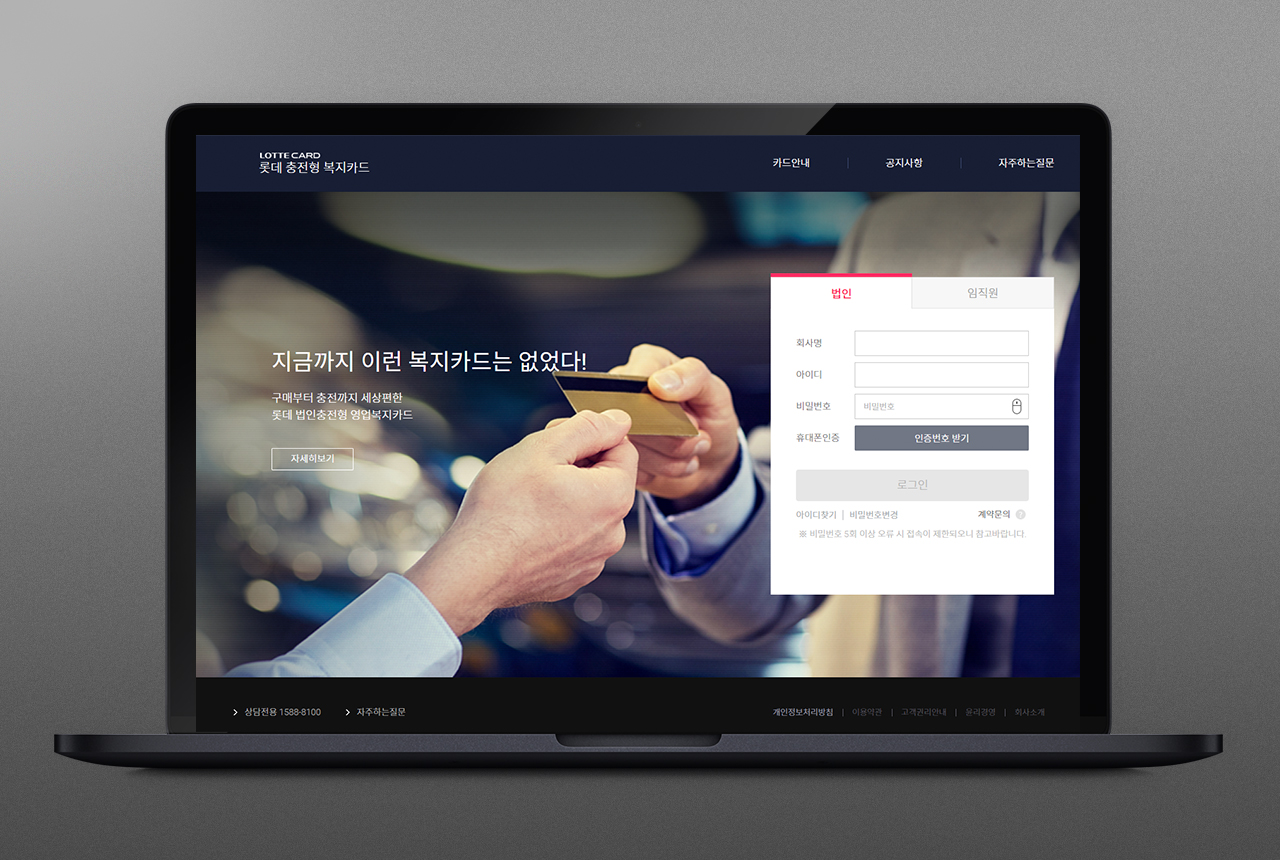 LOTTE CARD
롯데 충전형 복지카드
카드안내 | 공지사항 | 자주하는질문
지금까지 이런 복지카드는 없었다!
구매부터 충전까지 세상편한
롯데 법인충전형 영업복지카드
자세히보기
법인 임직원
회사명
아이디
비밀번호 비밀번호
휴대폰인증 인증번호 받기
로그인
아이디찾기 | 비밀번호변경 계약문의 ?
※ 비밀번호 5회 이상 오류 시 접속이 제한되오니 참고바랍니다.
상담전용 1588-8100 자주하는질문
개인정보처리방침 | 이용약관 | 고객권리안내 | 윤리경영 | 회사소개